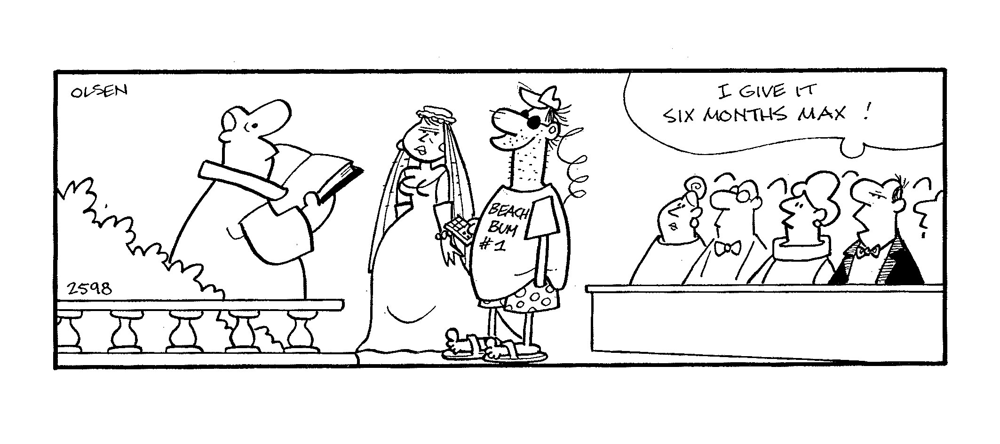 OLSEN
I GIVE IT
SIX MONTHS MAX !
BEACH
BUM
#1
2598